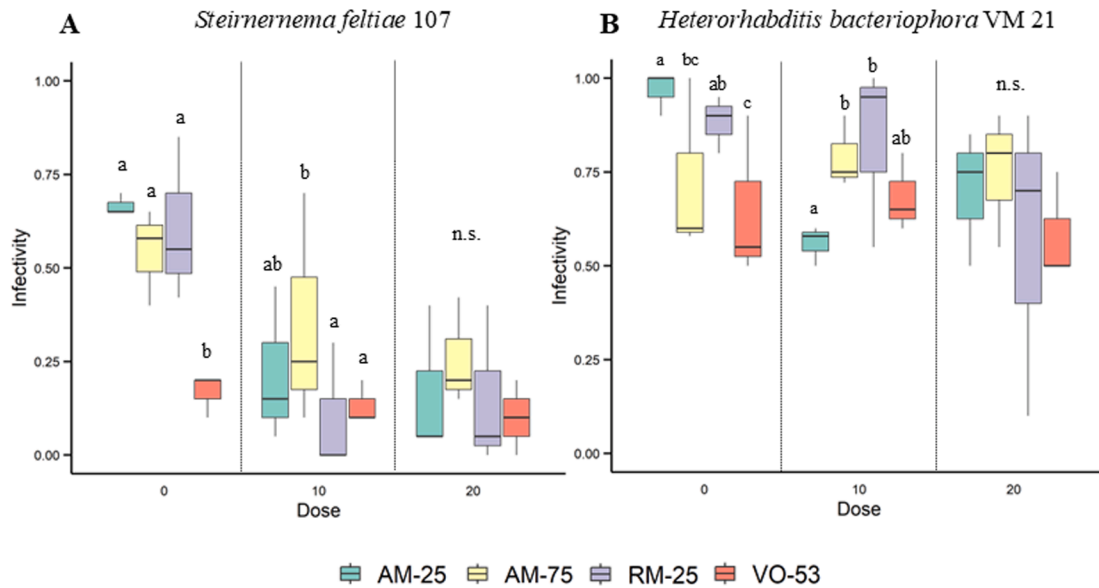 A Steirnernema feltiae 107
1.00
0.75
0.50
0.25
0.00
Infectivity
a
a
a
b
ab
b
a
a
n.s.
0
10
20
Dose
B Heterorhabditis bacteriophora VM 21
1.00
0.75
0.50
0.25
0.00
Infectivity
a
bc
ab
c
a
b
b
ab
n.s.
0
10
20
Dose
AM-25 AM-75 RM-25 VO-53